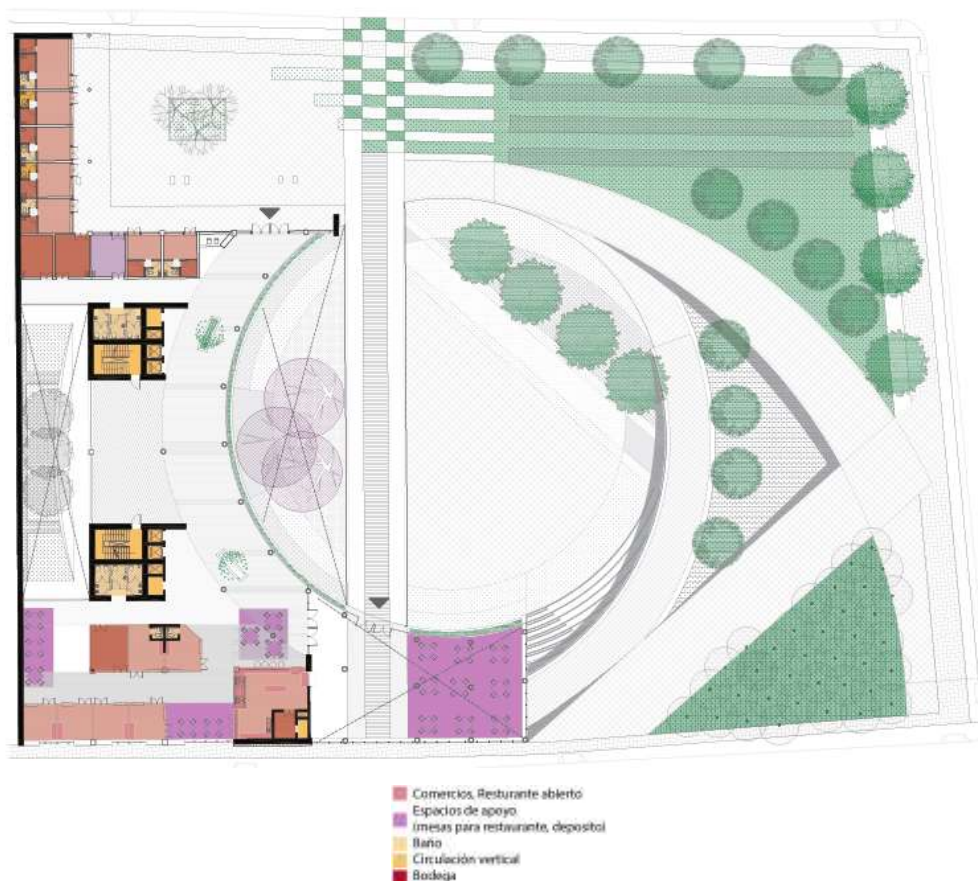 Comercios, Resturante abierto
Espacios de apoyo
(mesas para restaurante, deposito)
Baño
Circulación vertical
Bodega